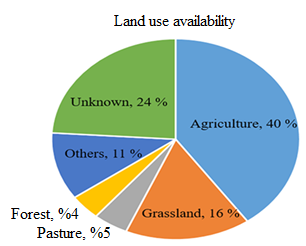 Land use availability
Unknown, 24 %
Agriculture, 40 %
Others, 11 %
Forest, %4
Pasture, %5
Grassland, 16 %